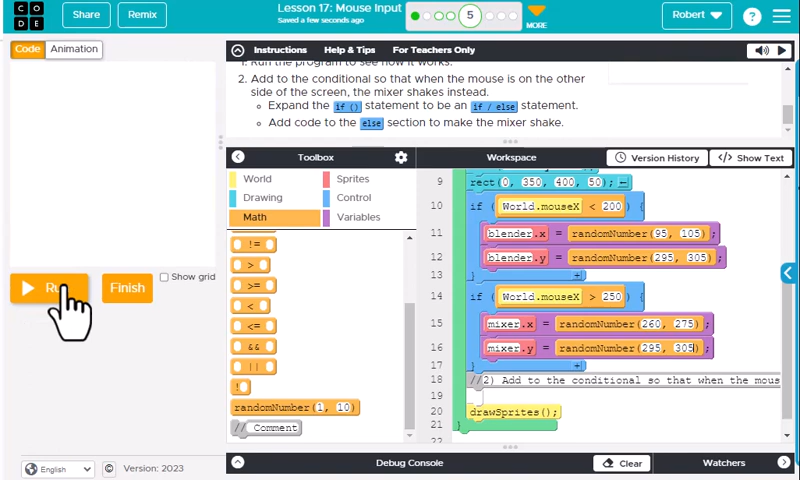 C O
D E
Share
Remix
Lesson 17: Mouse Input
Saved a few seconds ago
5
MORE
Robert
?
Code
Animation
Instructions
Help & Tips
For Teachers Only
1. Run the program to see how it works.
2. Add to the conditional so that when the mouse is on the other
side of the screen, the mixer shakes instead.
Expand the if () statement to be an if / else statement.
Add code to the else section to make the mixer shake.
Toolbox
Workspace
Version History
</> Show Text
World
Sprites
Drawing
Control
Math
Variables
!=
>
>=
<
<=
&&
||
!
randomNumber(1, 10)
// Comment
Run
Finish
Show grid
9 rect(0, 350, 400, 50);
10 if (World.mouseX < 200) {
11 blender.x = randomNumber(95, 105);
12 blender.y = randomNumber(295, 305);
13 }
14 if (World.mouseX > 250) {
15 mixer.x = randomNumber(260, 275);
16 mixer.y = randomNumber(295, 305);
17 }
18 //2) Add to the conditional so that when the mous
19
20 drawSprites();
21 }
22
English
© Version: 2023
Debug Console
Clear
Watchers